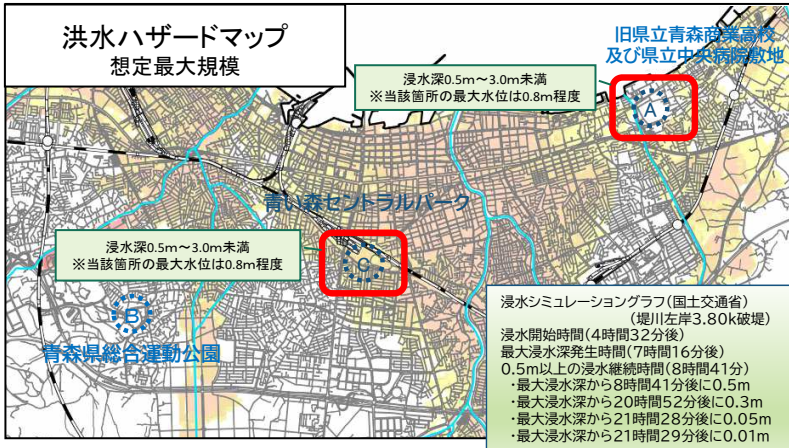 洪水ハザードマップ
想定最大規模
旧県立青森商業高校
及び県立中央病院敷地
浸水深0.5m～3.0m未満
※当該箇所の最大水位は0.8m程度
A
青い森セントラルパーク
浸水深0.5m～3.0m未満
※当該箇所の最大水位は0.8m程度
C
B
青森県総合運動公園
浸水シミュレーショングラフ(国土交通省)
(堤川左岸3.80k破堤)
浸水開始時間(4時間32分後)
最大浸水深発生時間(7時間16分後)
0.5m以上の浸水継続時間(8時間41分)
・最大浸水深から8時間41分後に0.5m
・最大浸水深から20時間52分後に0.3m
・最大浸水深から21時間28分後に0.05m
・最大浸水深から21時間29分後に0.01m